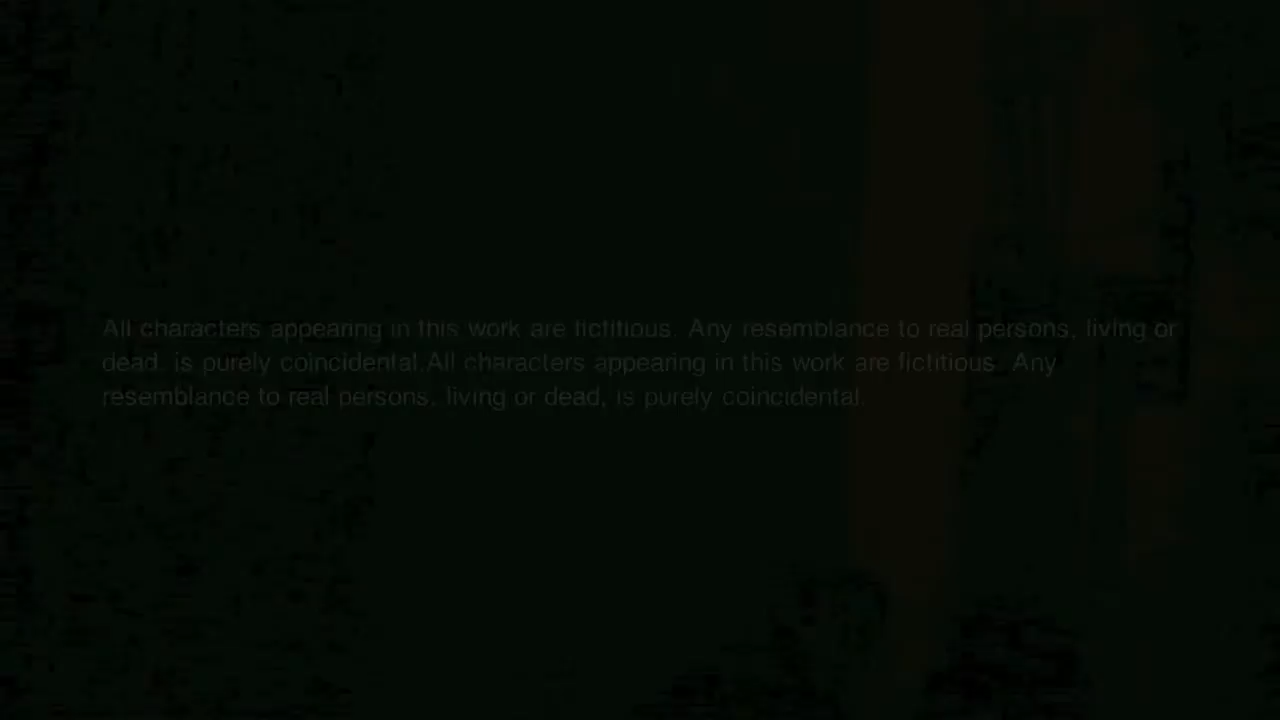 All characters appearing in this work are fictitious. Any resemblance to real persons, living or
dead, is purely coincidental.All characters appearing in this work are fictitious. Any
resemblance to real persons, living or dead, is purely coincidental.